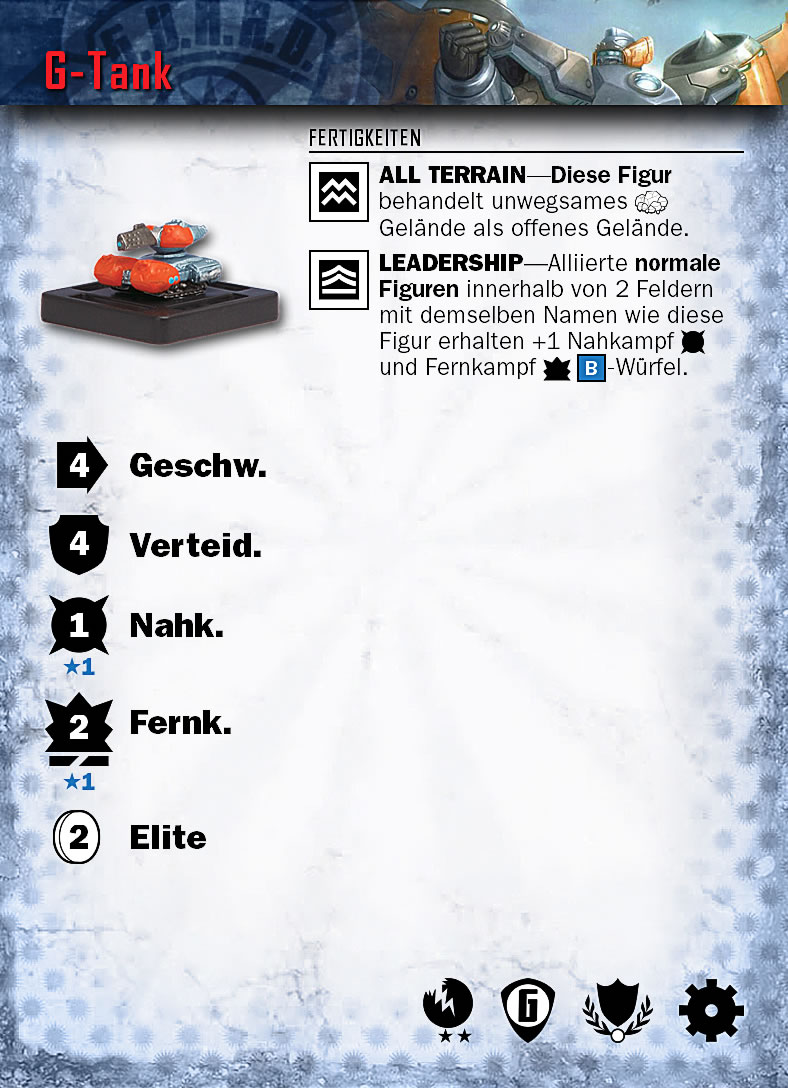 G.U.A.R.D.
G-Tank
FERTIGKEITEN
ALL TERRAIN—Diese Figur
behandelt unwegsames
Gelände als offenes Gelände.
LEADERSHIP—Alliierte normale
Figuren innerhalb von 2 Feldern
mit demselben Namen wie diese
Figur erhalten +1 Nahkampf
und Fernkampf B-Würfel.
4 Geschw.
4 Verteid.
1 Nahk.
★1
2 Fernk.
★1
2 Elite
G